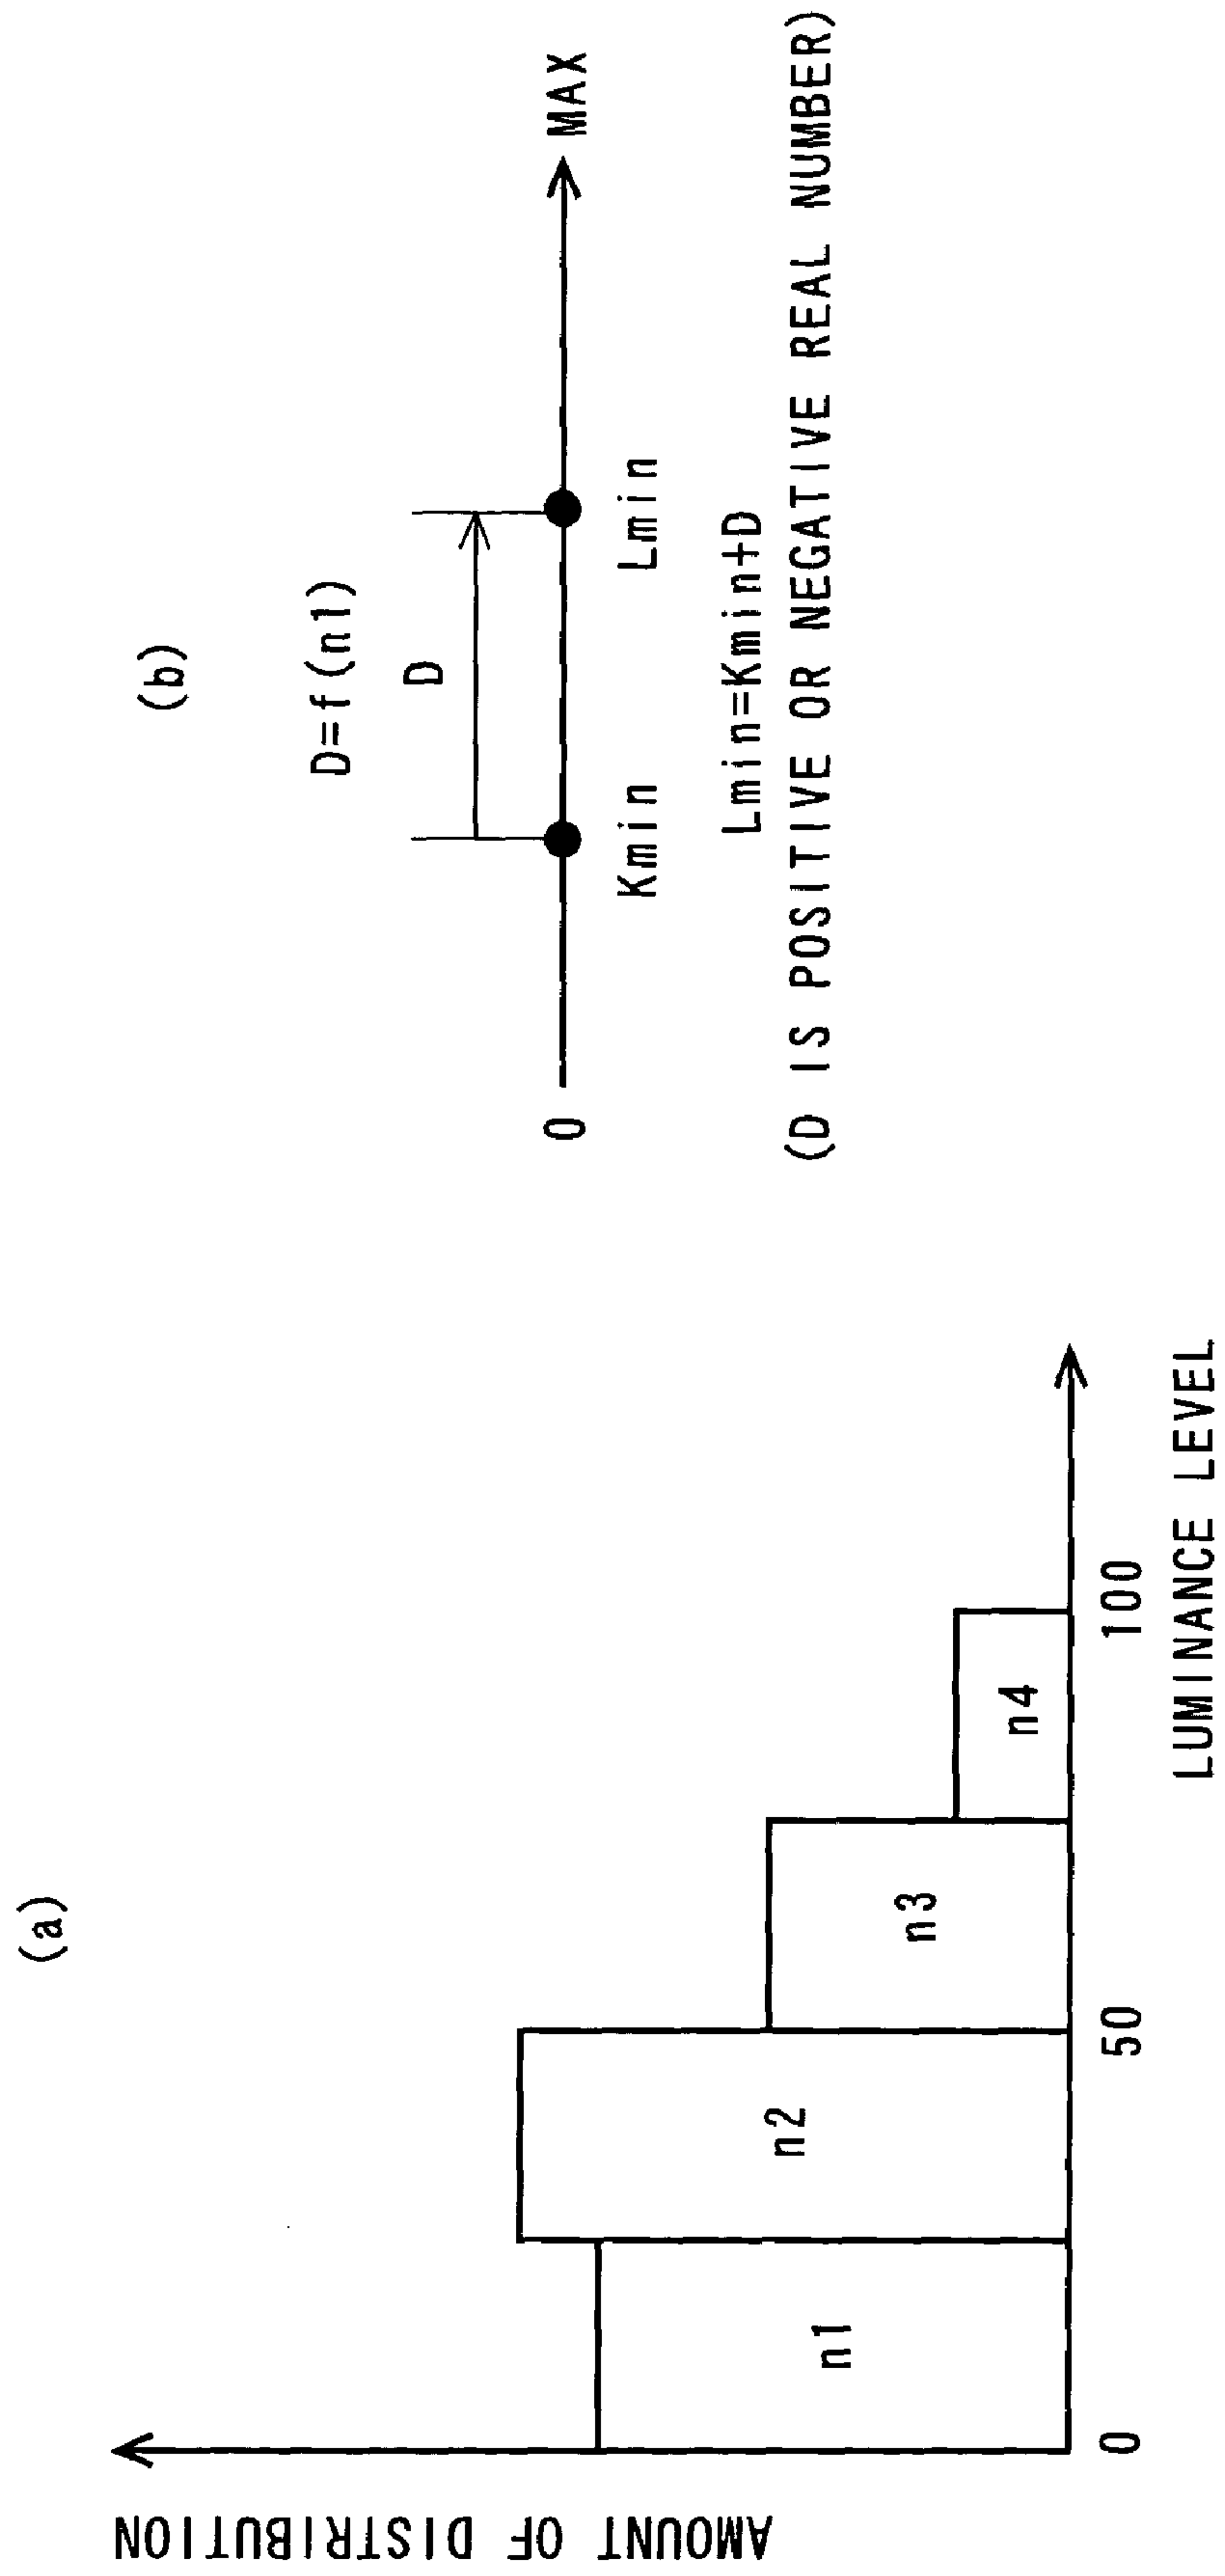 (a)
AMOUNT OF DISTRIBUTION
n1
n2
n3
n4
0
50
100
LUMINANCE LEVEL
(b)
D=f(n1)
D
0
MAX
Kmin
Lmin
Lmin=Kmin+D
(D IS POSITIVE OR NEGATIVE REAL NUMBER)